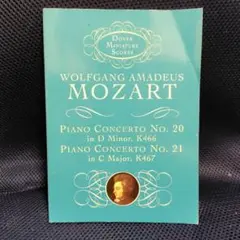 Dover
Miniature
Scores
WOLFGANG AMADEUS
MOZART
PIANO CONCERTO NO. 20
in D Minor, K466
PIANO CONCERTO NO. 21
in C Major, K467